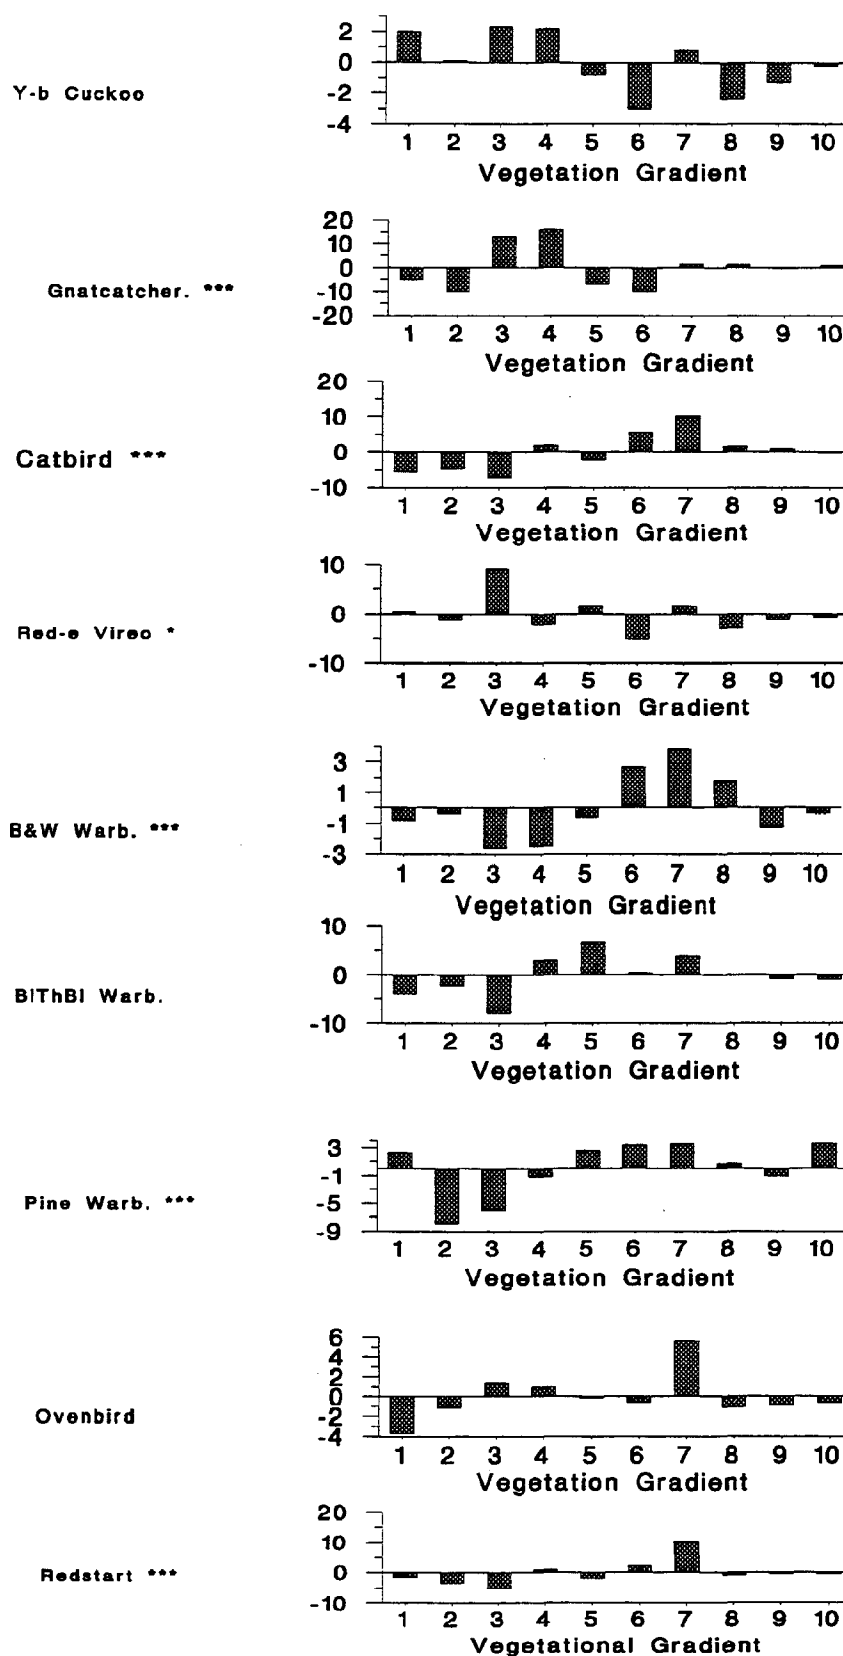 2
0
-2
-4
Y-b Cuckoo
1 2 3 4 5 6 7 8 9 10
Vegetation Gradient
20
10
0
-10
-20
Gnatcatcher. ***
1 2 3 4 5 6 7 8 9 10
Vegetation Gradient
20
10
0
-10
Catbird ***
1 2 3 4 5 6 7 8 9 10
Vegetation Gradient
10
0
-10
Red-e Vireo *
1 2 3 4 5 6 7 8 9 10
Vegetation Gradient
3
1
-1
-3
B&W Warb. ***
1 2 3 4 5 6 7 8 9 10
Vegetation Gradient
10
0
-10
BlThBl Warb.
1 2 3 4 5 6 7 8 9 10
Vegetation Gradient
3
-1
-5
-9
Pine Warb. ***
1 2 3 4 5 6 7 8 9 10
Vegetation Gradient
6
4
2
0
-2
-4
Ovenbird
1 2 3 4 5 6 7 8 9 10
Vegetation Gradient
20
10
0
-10
Redstart ***
1 2 3 4 5 6 7 8 9 10
Vegetational Gradient